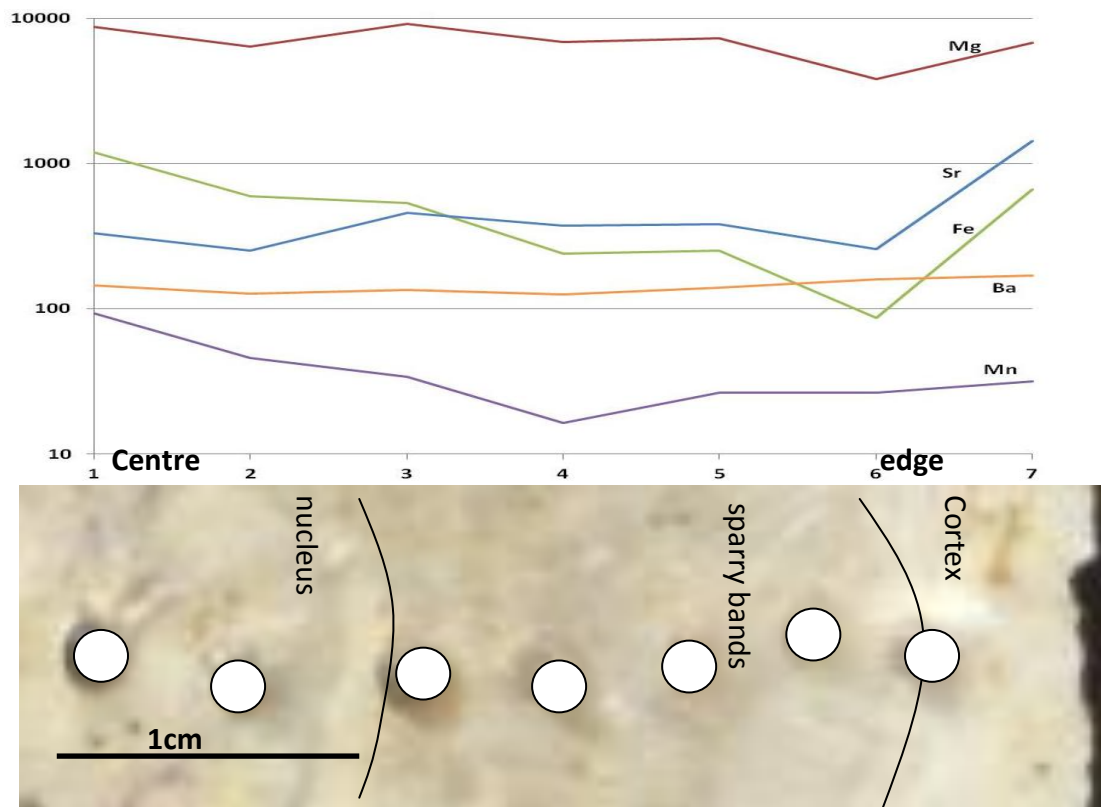 10000
Mg
1000
Sr
Fe
Ba
100
Mn
10
1 2 3 4 5 6 7
Centre
edge
nucleus
sparry bands
Cortex
1cm